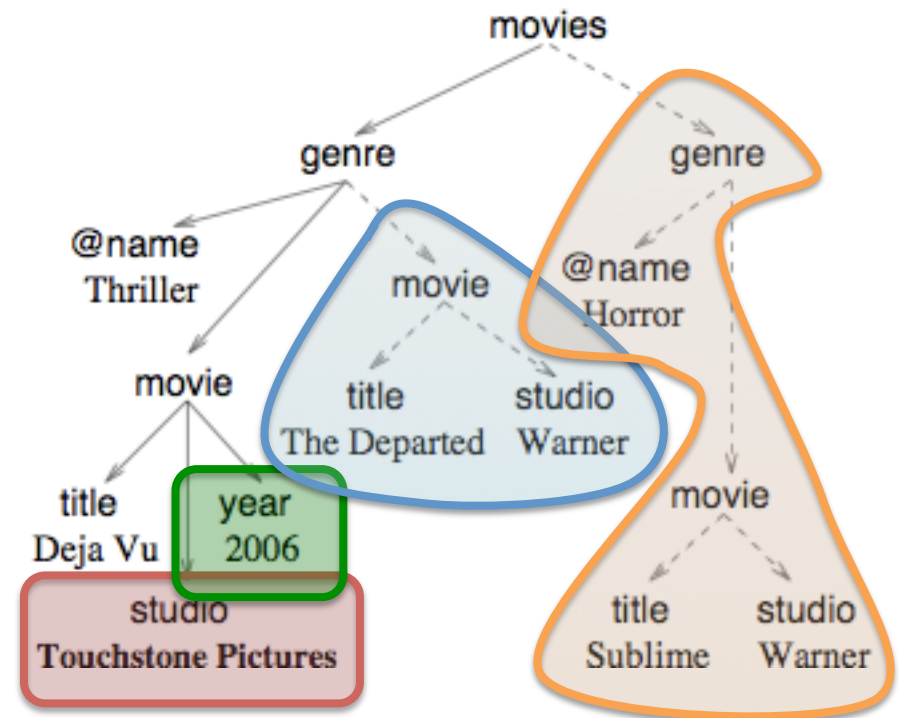 movies
genre
genre
@name
Thriller
movie
@name
Horror
movie
title
The Departed
studio
Warner
title
Deja Vu
year
2006
movie
studio
Touchstone Pictures
title
Sublime
studio
Warner